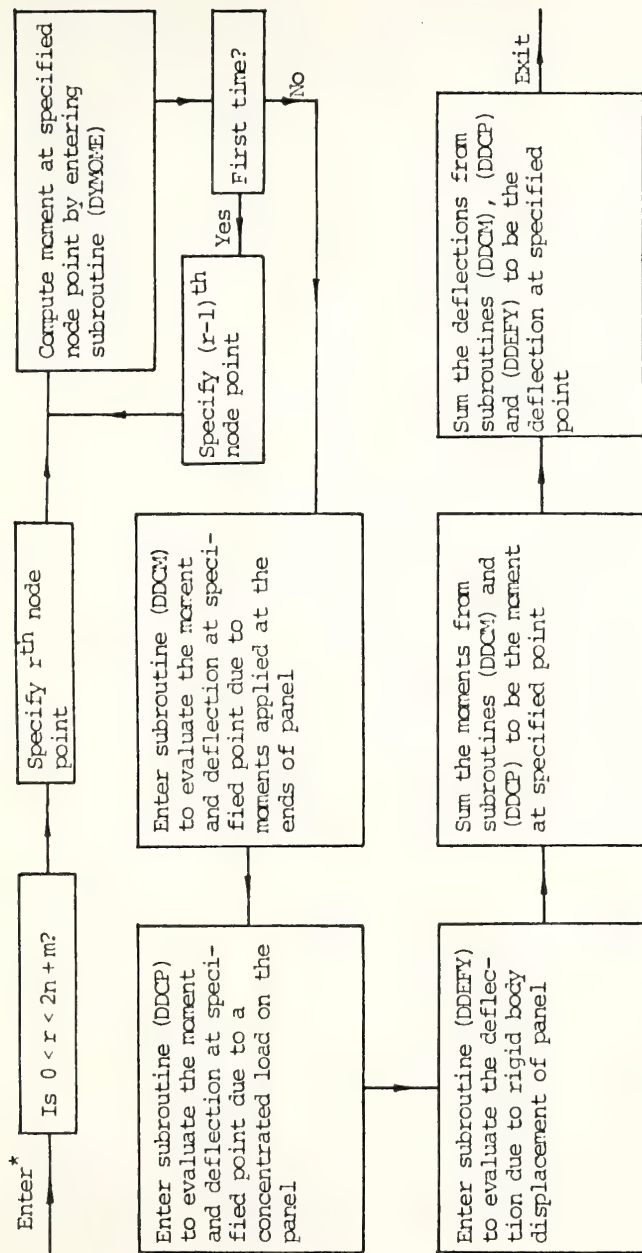 Enter*
Is 0 < r < 2n + m?
Specify rth node
point
Compute moment at specified
node point by entering
subroutine (DYMOME)
First time?
Yes
No
Specify (r-1)th
node point
Enter subroutine (DDCM)
to evaluate the moment
and deflection at speci-
fied point due to
moments applied at the
ends of panel
Enter subroutine (DDCP)
to evaluate the moment
and deflection at speci-
fied point due to a
concentrated load on the
panel
Enter subroutine (DDEFY)
to evaluate the deflec-
tion due to rigid body
displacement of panel
Sum the moments from
subroutines (DDCM) and
(DDCP) to be the moment
at specified point
Sum the deflections from
subroutines (DDCM), (DDCP)
and (DDEFY) to be the
deflection at specified
point
Exit